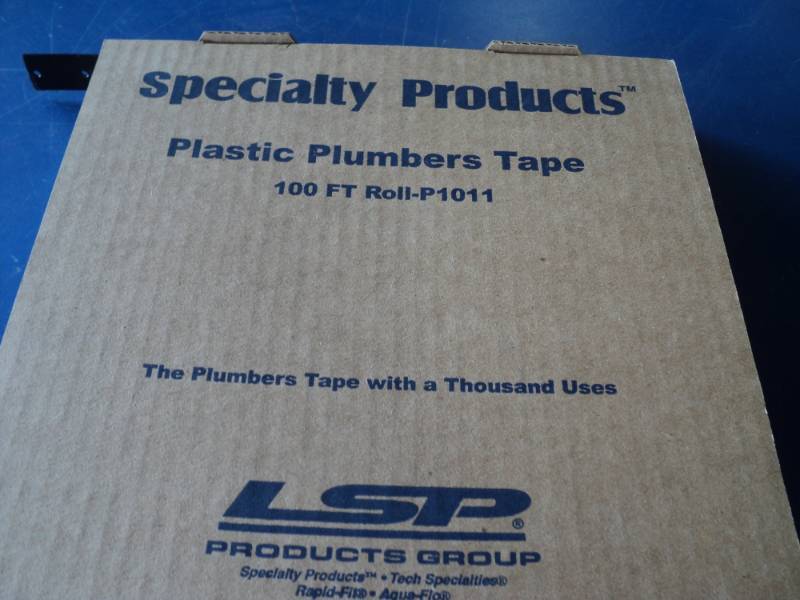 Specialty Products™
Plastic Plumbers Tape
100 FT Roll-P1011
The Plumbers Tape with a Thousand Uses
LSP®
PRODUCTS GROUP
Specialty Products™ • Tech Specialties®
Rapid-Fit® • Aqua-Flo®